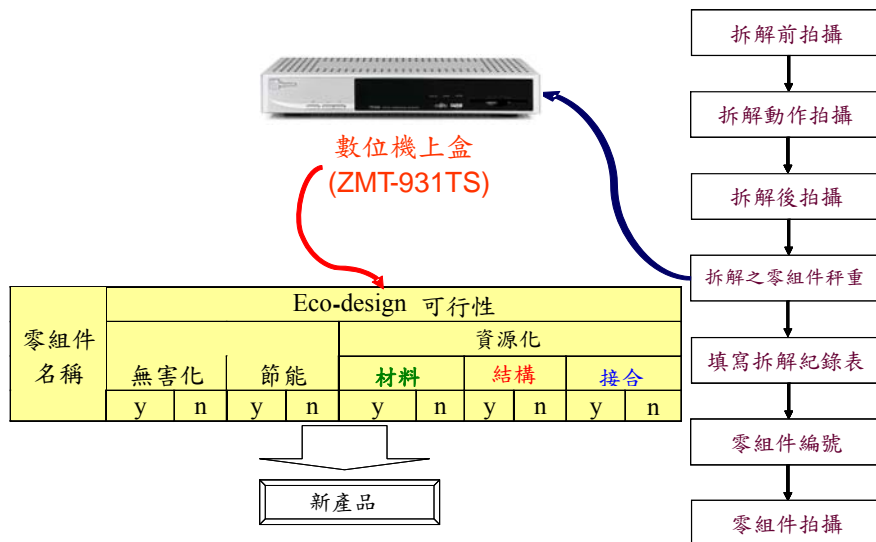 數位機上盒
(ZMT-931TS)
零組件
名稱
Eco-design 可行性
資源化
無害化 節能 材料 結構 接合
y n y n y n y n y n
新產品
拆解前拍攝
拆解動作拍攝
拆解後拍攝
拆解之零組件秤重
填寫拆解紀錄表
零組件編號
零組件拍攝